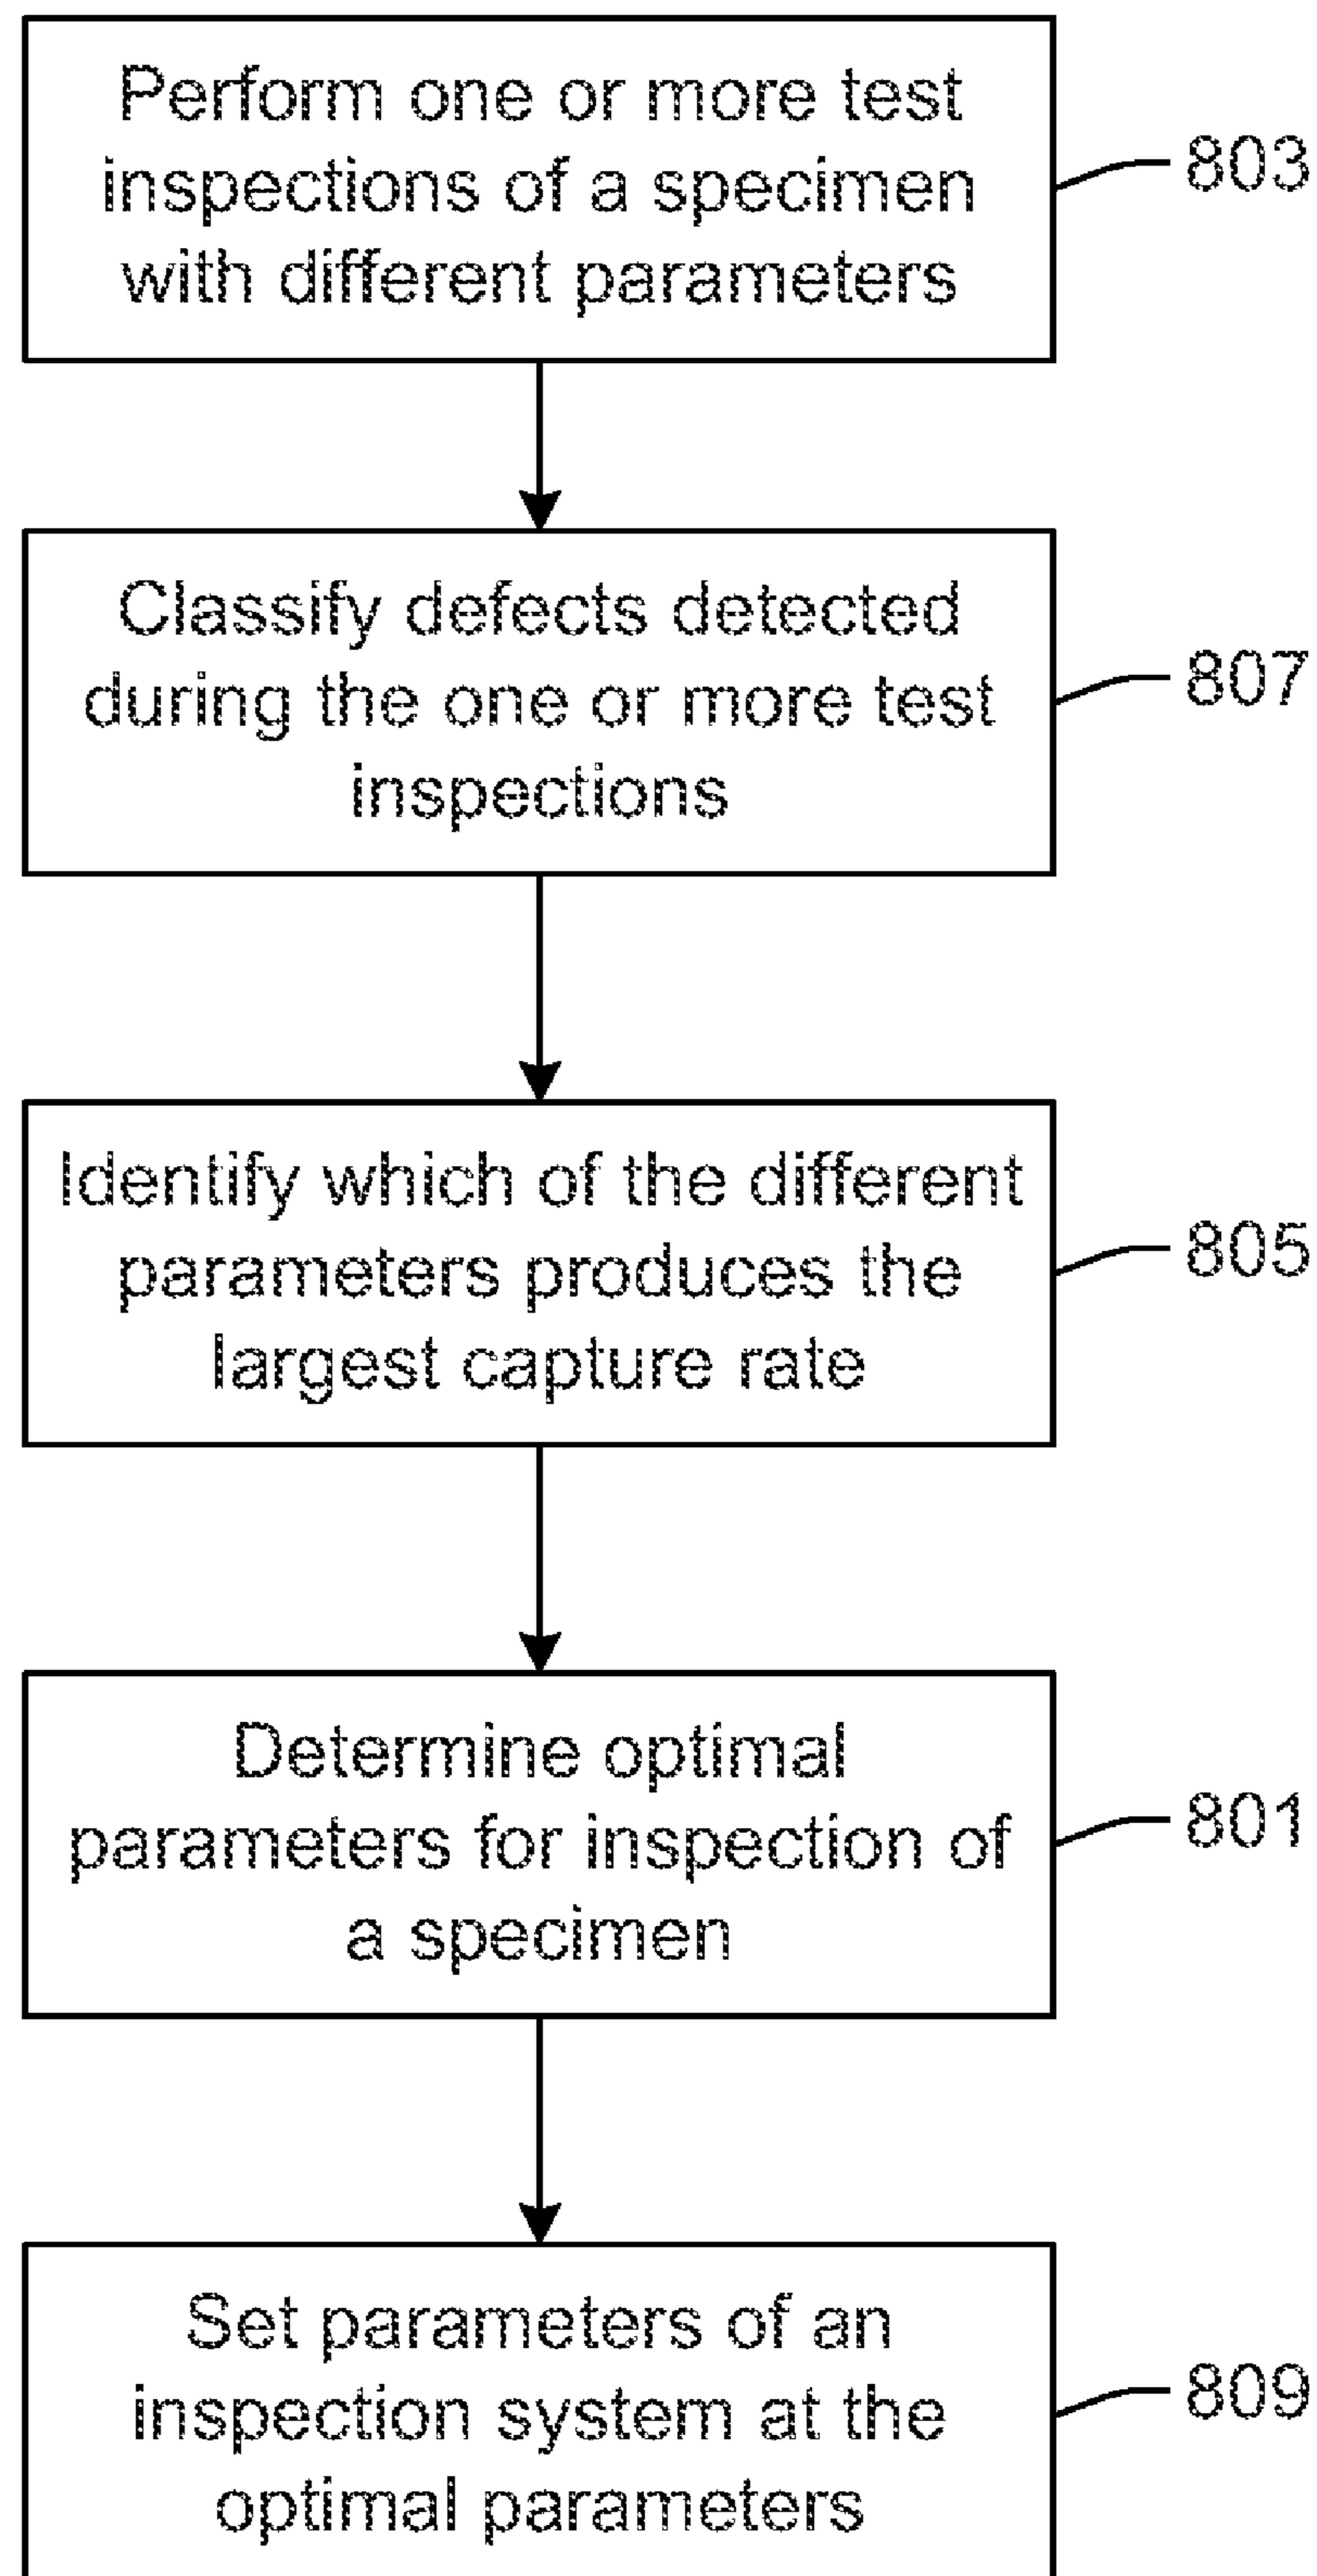 Perform one or more test
inspections of a specimen
with different parameters
803
Classify defects detected
during the one or more test
inspections
807
Identify which of the different
parameters produces the
largest capture rate
805
Determine optimal
parameters for inspection of
a specimen
801
Set parameters of an
inspection system at the
optimal parameters
809